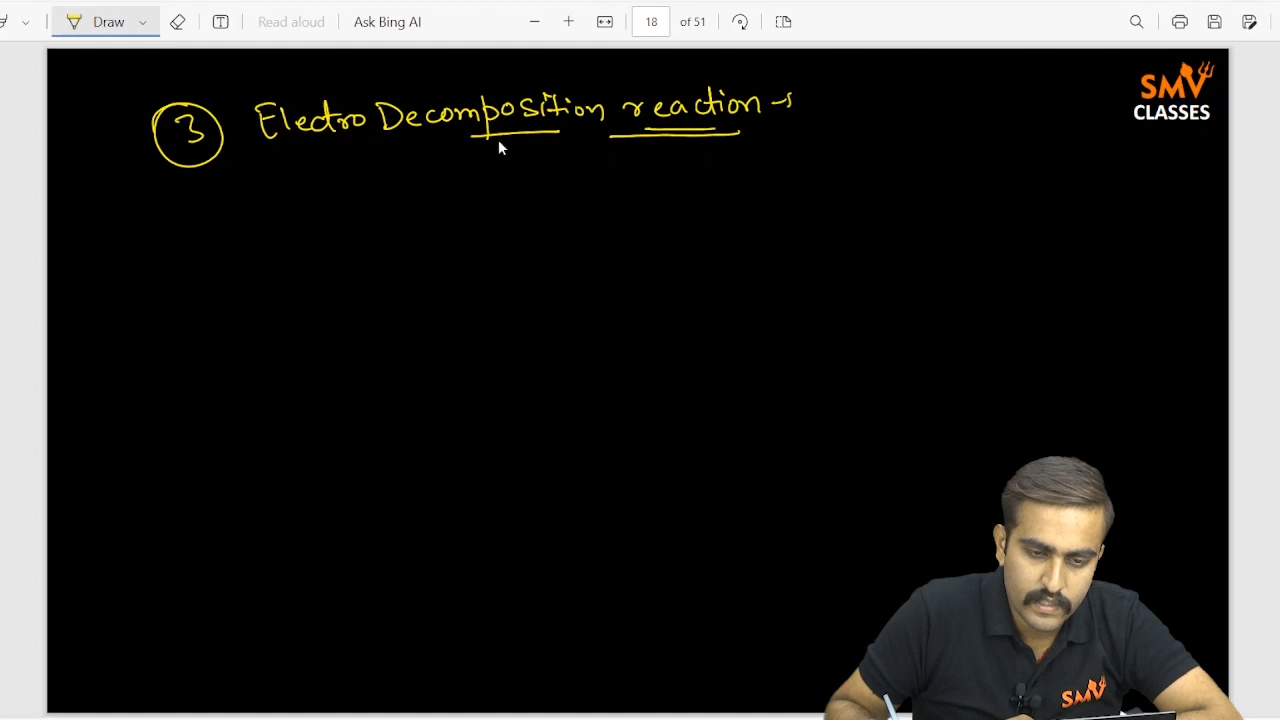 Draw
Read aloud
Ask Bing AI
18 of 51
SMV
CLASSES
3 Electro Decomposition reaction →
SMV